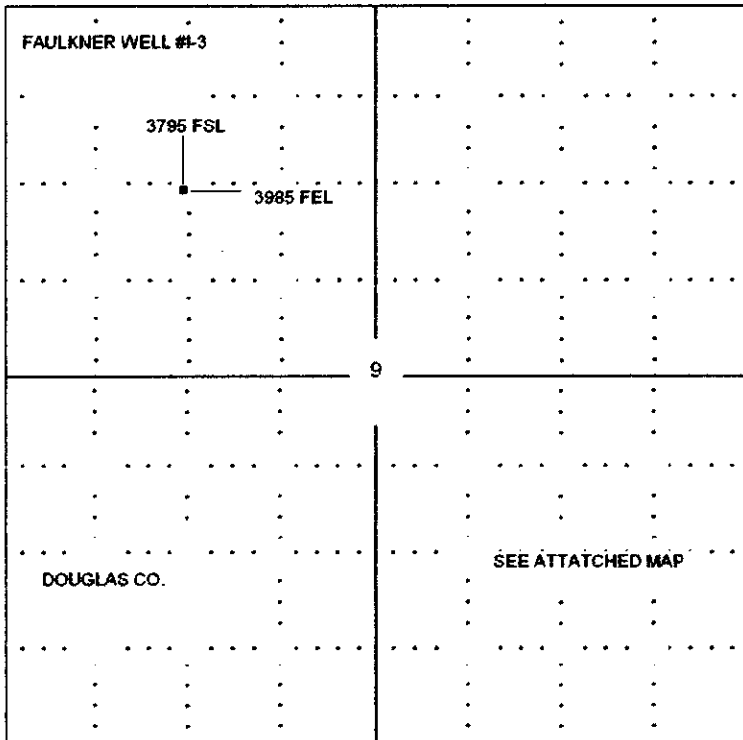 FAULKNER WELL #I-3
3795 FSL
3985 FEL
9
DOUGLAS CO.
SEE ATTATCHED MAP